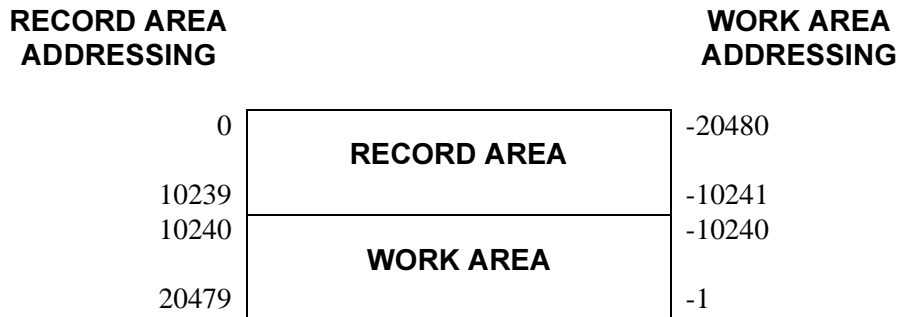 RECORD AREA
ADDRESSING
WORK AREA
ADDRESSING
0
-20480
RECORD AREA
10239
-10241
10240
-10240
WORK AREA
20479
-1